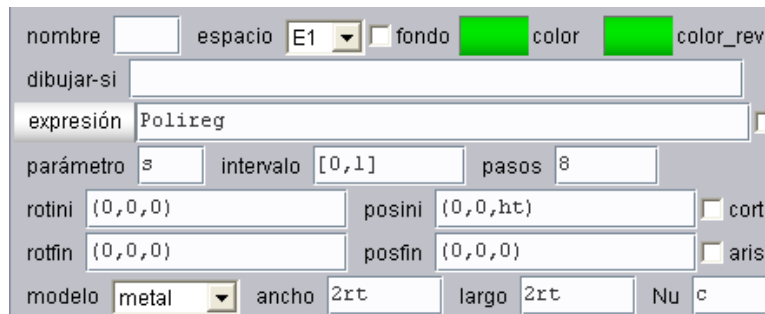 nombre espacio E1 fondo color color_rev
dibujar-si
expresión Polireg
parámetro s intervalo [0,1] pasos 8
rotini (0,0,0) posini (0,0,ht) cort
rotfin (0,0,0) posfin (0,0,0) aris
modelo metal ancho 2rt largo 2rt Nu c